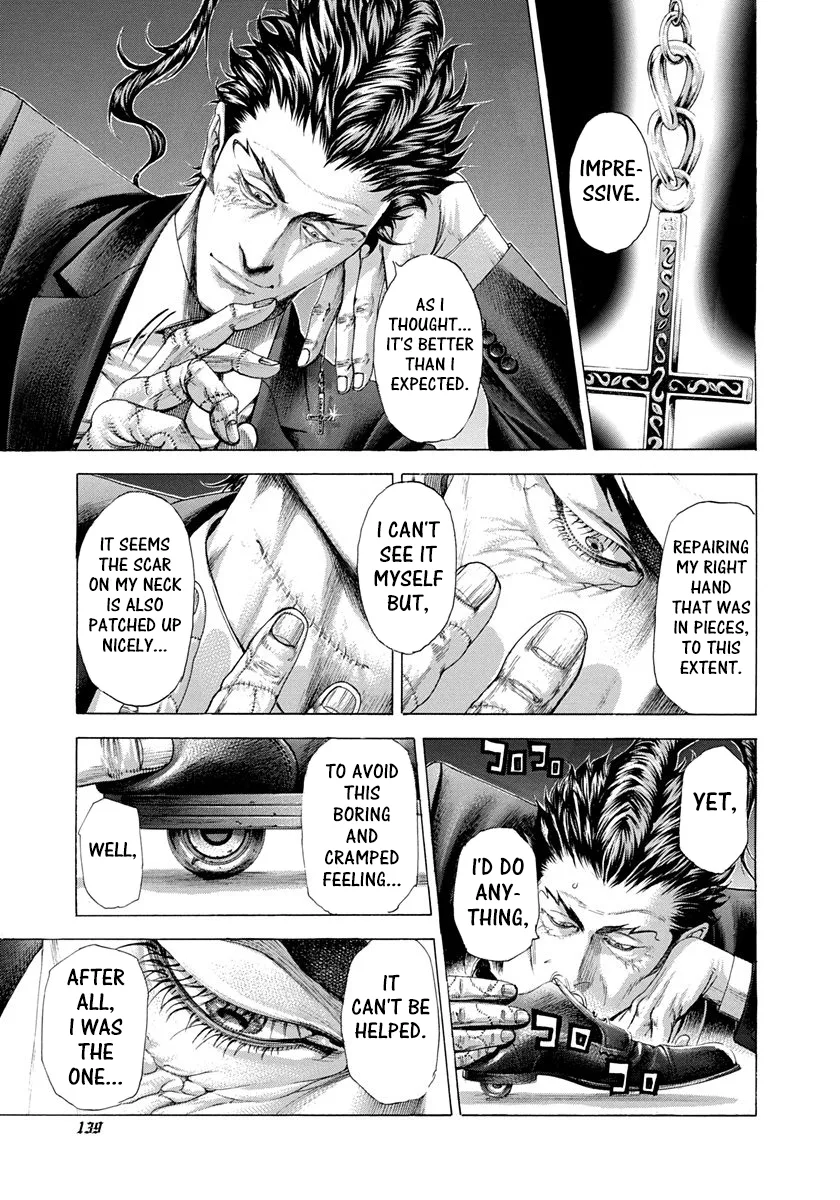 IMPRE-
SSIVE.
AS I
THOUGHT...
IT'S BETTER
THAN I
EXPECTED.
REPAIRING
MY RIGHT
HAND
THAT WAS
IN PIECES,
TO THIS
EXTENT.
I CAN'T
SEE IT
MYSELF
BUT,
IT SEEMS
THE SCAR
ON MY NECK
IS ALSO
PATCHED UP
NICELY...
YET,
コロ
コロ
I'D DO
ANY-
THING,
コロ
コロ
TO AVOID
THIS
BORING
AND
CRAMPED
FEELING...
WELL,
IT
CAN'T BE
HELPED.
AFTER
ALL,
I WAS
THE
ONE...
139